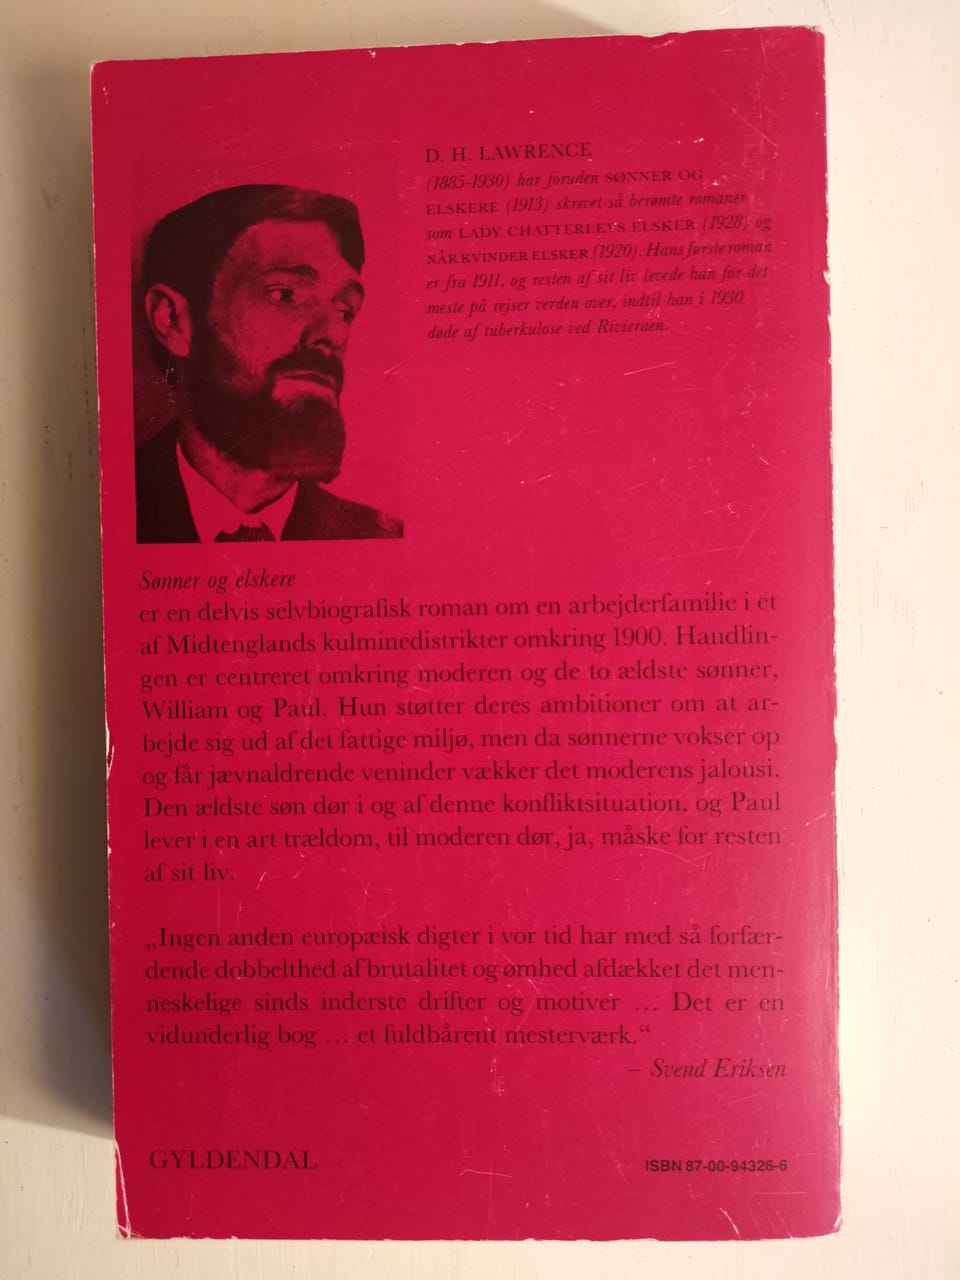 D. H. LAWRENCE
(1885-1930) har foruden SØNNER OG
ELSKERE (1913) skrevet så berømte romaner
som LADY CHATTERLEYS ELSKER (1928) og
NÅR KVINDER ELSKER (1920). Hans første roman
er fra 1911, og resten af sit liv levede han for det
meste på rejser verden over, indtil han i 1930
døde af tuberkulose ved Rivieraen.
Sønner og elskere
er en delvis selvbiografisk roman om en arbejderfamilie i et
af Midtenglands kulminedistrikter omkring 1900. Handlin-
gen er centreret omkring moderen og de to ældste sønner,
William og Paul. Hun støtter deres ambitioner om at ar-
bejde sig ud af det fattige miljø, men da sønnerne vokser op
og får jævnaldrende veninder vækker det moderens jalousi.
Den ældste søn dør i og af denne konfliktsituation, og Paul
lever i en art trældom, til moderen dør, ja, måske for resten
af sit liv.
„Ingen anden europæisk digter i vor tid har med så forfær-
dende dobbelthed af brutalitet og ømhed afdækket det men-
neskelige sinds inderste drifter og motiver ... Det er en
vidunderlig bog ... et fuldbårent mesterværk.“
– Svend Eriksen
GYLDENDAL
ISBN 87-00-94326-6